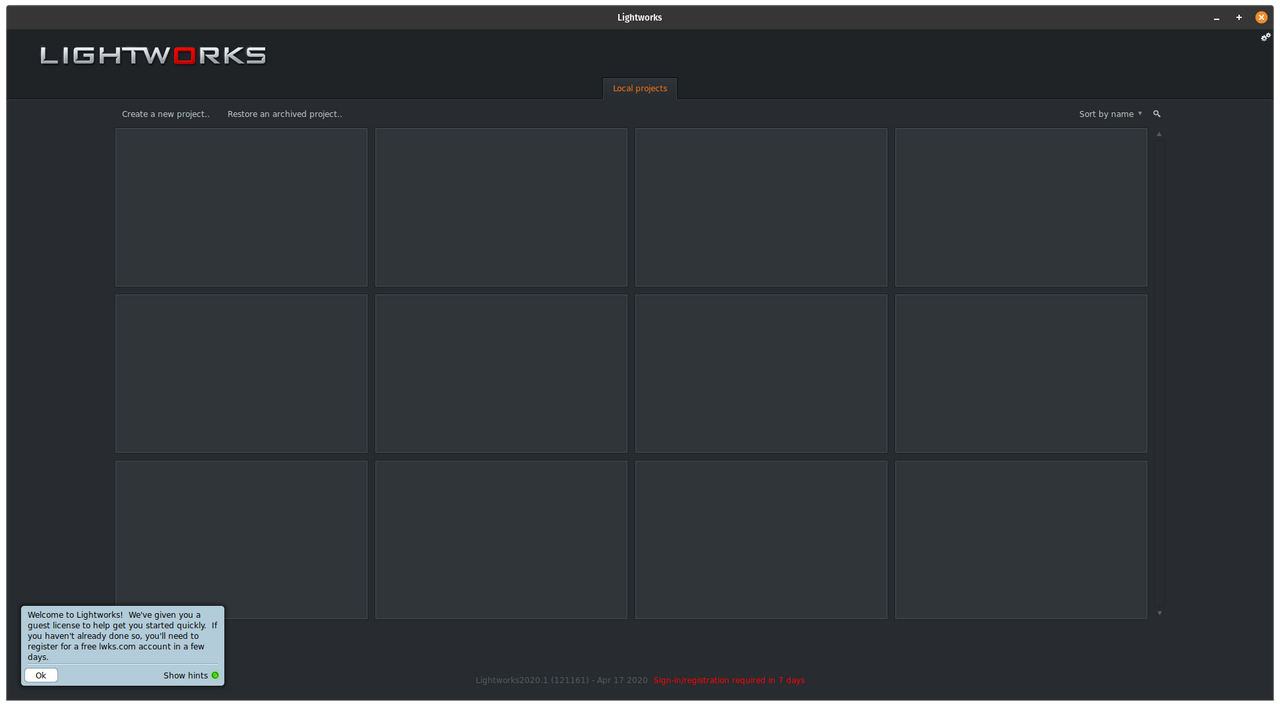 Lightworks
LIGHTWORKS
Local projects
Create a new project.. Restore an archived project.. Sort by name
Welcome to Lightworks! We've given you a
guest license to help get you started quickly. If
you haven't already done so, you'll need to
register for a free lwks.com account in a few
days.
Ok Show hints
Lightworks2020.1 (121161) - Apr 17 2020 Sign-in/registration required in 7 days